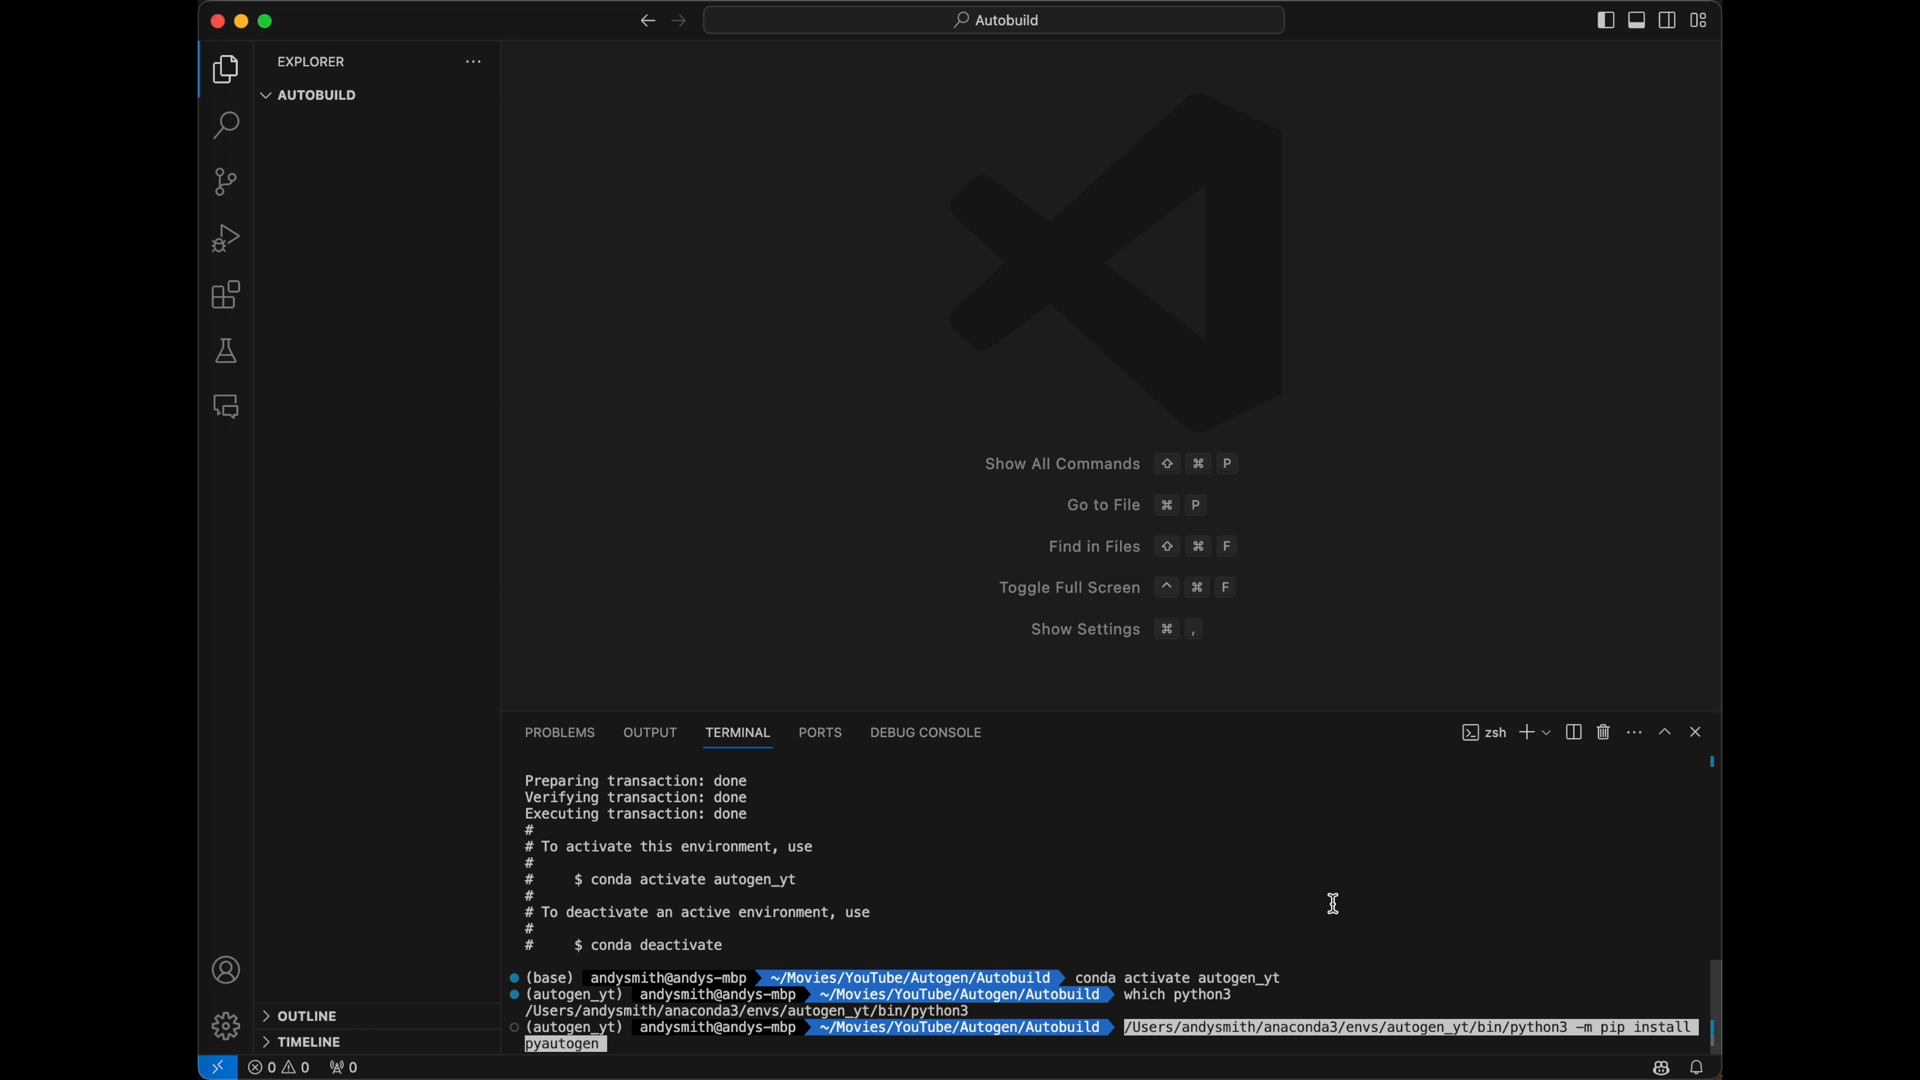 Autobuild
EXPLORER
AUTOBUILD
Show All Commands ⇧ ⌘ P
Go to File ⌘ P
Find in Files ⇧ ⌘ F
Toggle Full Screen ^ ⌘ F
Show Settings ⌘ ,
PROBLEMS OUTPUT TERMINAL PORTS DEBUG CONSOLE zsh
Preparing transaction: done
Verifying transaction: done
Executing transaction: done
#
# To activate this environment, use
#
#     $ conda activate autogen_yt
#
# To deactivate an active environment, use
#
#     $ conda deactivate
(base) andysmith@andys-mbp ~/Movies/YouTube/Autogen/Autobuild conda activate autogen_yt
(autogen_yt) andysmith@andys-mbp ~/Movies/YouTube/Autogen/Autobuild which python3
/Users/andysmith/anaconda3/envs/autogen_yt/bin/python3
(autogen_yt) andysmith@andys-mbp ~/Movies/YouTube/Autogen/Autobuild /Users/andysmith/anaconda3/envs/autogen_yt/bin/python3 -m pip install
pyautogen
OUTLINE
TIMELINE
0 0 0